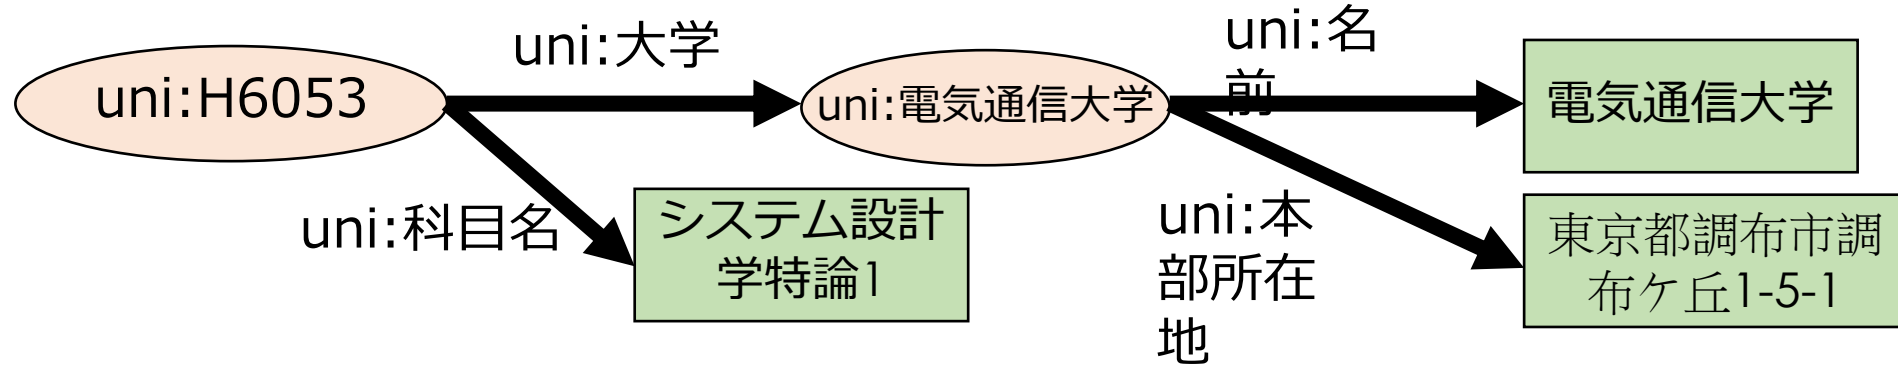 uni:H6053
uni:大学
uni:科目名
システム設計
学特論1
uni:電気通信大学
uni:名
前
電気通信大学
uni:本
部所在
地
東京都調布市調
布ケ丘1-5-1